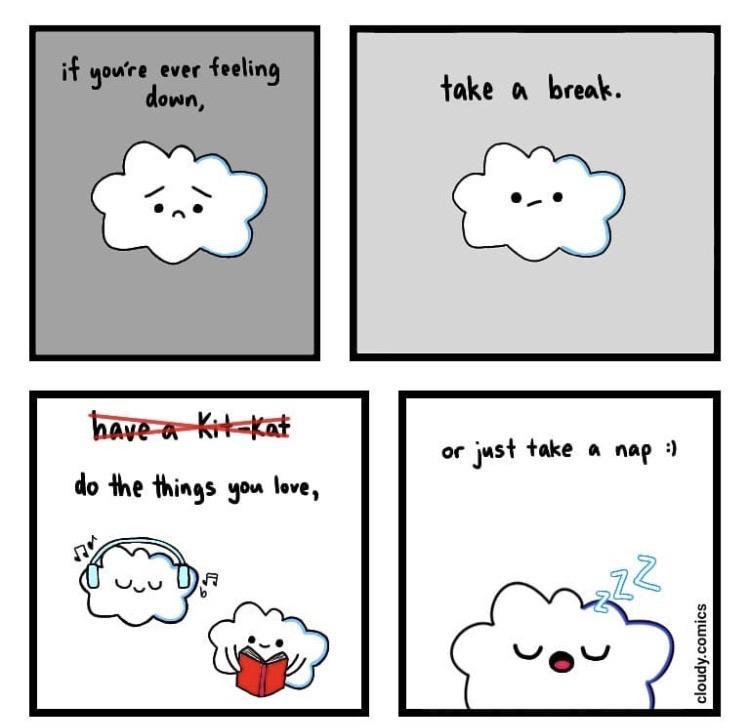 if you're ever feeling
down,
take a break.
have a Kit-Kat
do the things you love,
or just take a nap :)
zzz
cloudy.comics